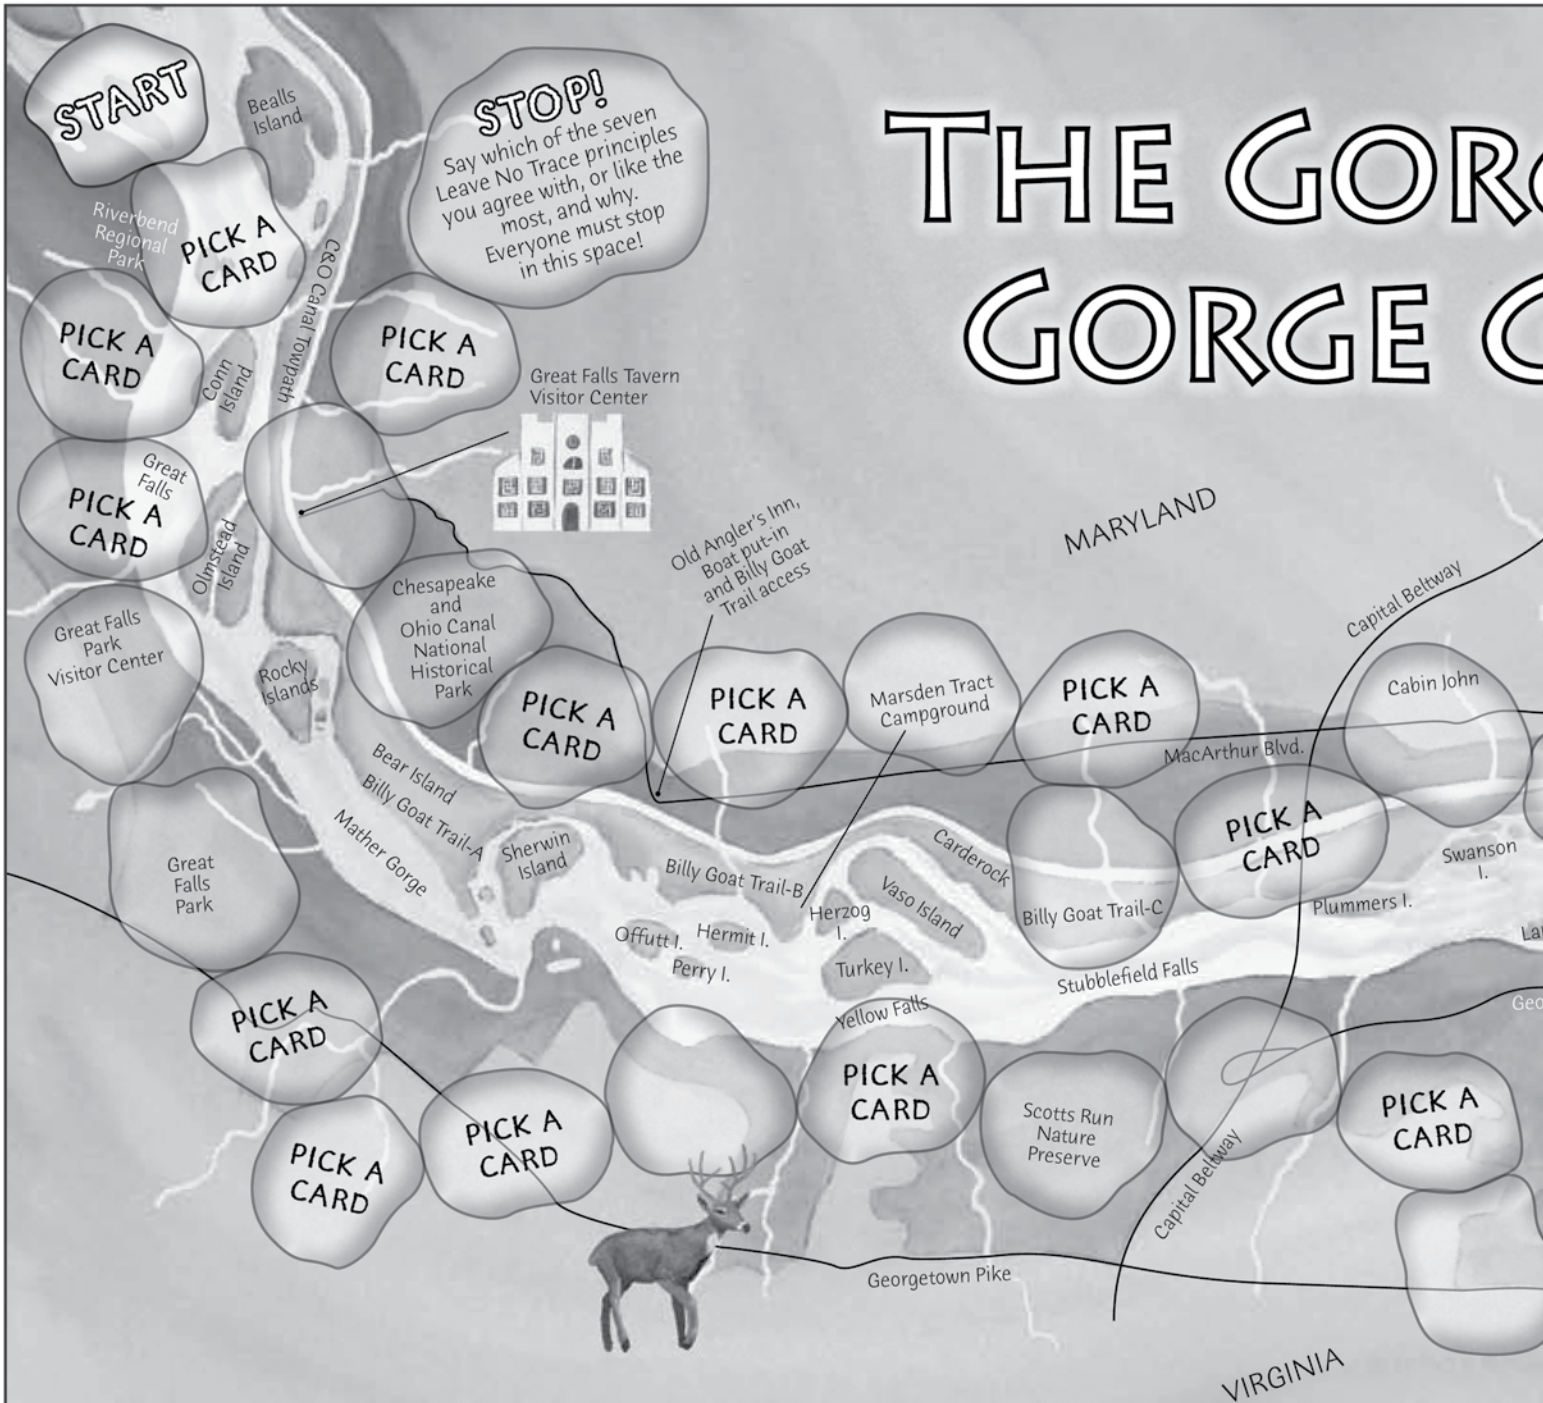 START
Bealls
Island
STOP!
Say which of the seven
Leave No Trace principles
you agree with, or like the
most, and why.
Everyone must stop
in this space!
THE GORG
GORGE
Riverbend
Regional
Park
PICK A
CARD
C&O Canal Towpath
PICK A
CARD
Conn
Island
PICK A
CARD
Great Falls Tavern
Visitor Center
Great
Falls
PICK A
CARD
Olmstead
Island
Old Angler's Inn,
Boat put-in
and Billy Goat
Trail access
MARYLAND
Capital Beltway
Great Falls
Park
Visitor Center
Chesapeake
and
Ohio Canal
National
Historical
Park
Rocky
Islands
PICK A
CARD
PICK A
CARD
Marsden Tract
Campground
PICK A
CARD
Cabin John
MacArthur Blvd.
Bear Island
Billy Goat Trail-A
Mather Gorge
Sherwin
Island
Great
Falls
Park
Billy Goat Trail-B
Carderock
Vaso Island
Herzog
I.
Billy Goat Trail-C
PICK A
CARD
Swanson
I.
Plummers I.
Offutt I.
Hermit I.
Perry I.
Turkey I.
Stubblefield Falls
La
Geo
Yellow Falls
PICK A
CARD
PICK A
CARD
PICK A
CARD
PICK A
CARD
Scotts Run
Nature
Preserve
Capital Beltway
PICK A
CARD
Georgetown Pike
VIRGINIA